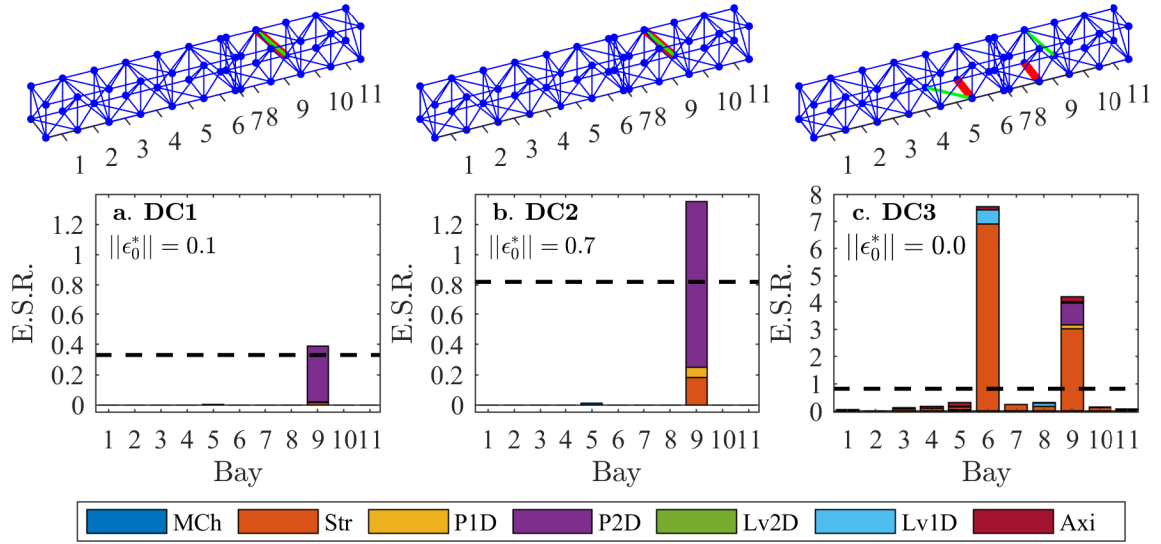 1 2 3 4 5 6 7 8 9 10 11
1 2 3 4 5 6 7 8 9 10 11
1 2 3 4 5 6 7 8 9 10 11
a. DC1
||ϵ₀*|| = 0.1
E.S.R.
1.2
1
0.8
0.6
0.4
0.2
0
1 2 3 4 5 6 7 8 9 10 11
Bay
b. DC2
||ϵ₀*|| = 0.7
E.S.R.
1.2
1
0.8
0.6
0.4
0.2
0
1 2 3 4 5 6 7 8 9 10 11
Bay
c. DC3
||ϵ₀*|| = 0.0
E.S.R.
8
7
6
5
4
3
2
1
0
1 2 3 4 5 6 7 8 9 10 11
Bay
MCh Str P1D P2D Lv2D Lv1D Axi